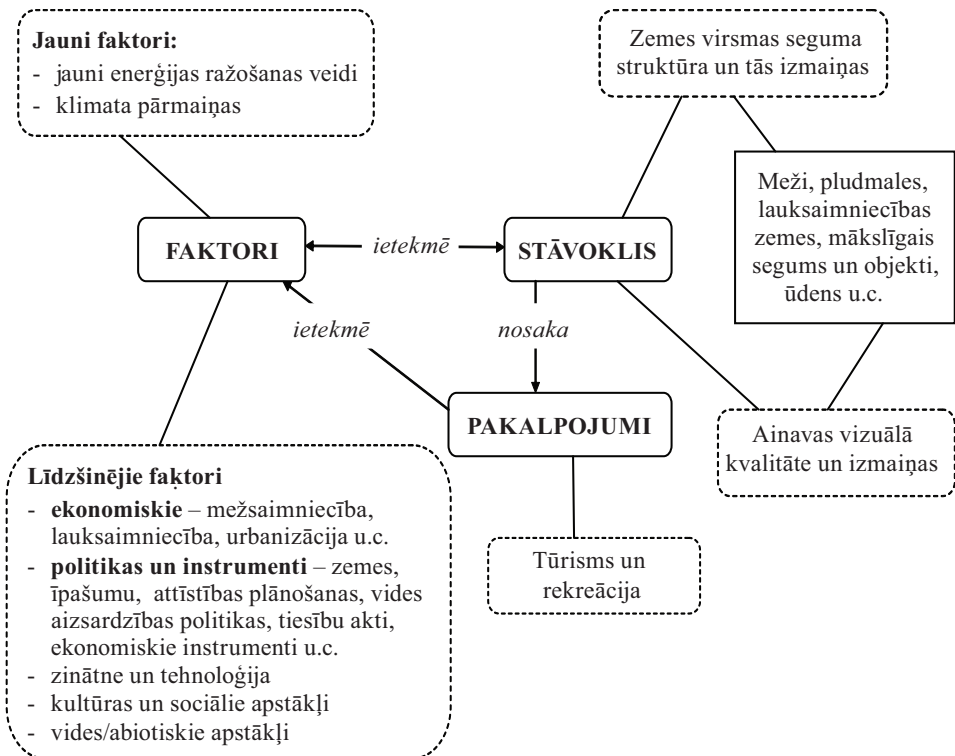 Jauni faktori:
- jauni enerģijas ražošanas veidi
- klimata pārmaiņas
Zemes virsmas seguma
struktūra un tās izmaiņas
Meži, pludmales,
lauksaimniecības
zemes, mākslīgais
segums un objekti,
ūdens u.c.
FAKTORI
ietekmē
STĀVOKLIS
ietekmē
nosaka
PAKALPOJUMI
Ainavas vizuālā
kvalitāte un izmaiņas
Līdzšinējie faķtori
- ekonomiskie – mežsaimniecība,
lauksaimniecība, urbanizācija u.c.
- politikas un instrumenti – zemes,
īpašumu, attīstības plānošanas, vides
aizsardzības politikas, tiesību akti,
ekonomiskie instrumenti u.c.
- zinātne un tehnoloģija
- kultūras un sociālie apstākļi
- vides/abiotiskie apstākļi
Tūrisms un
rekreācija